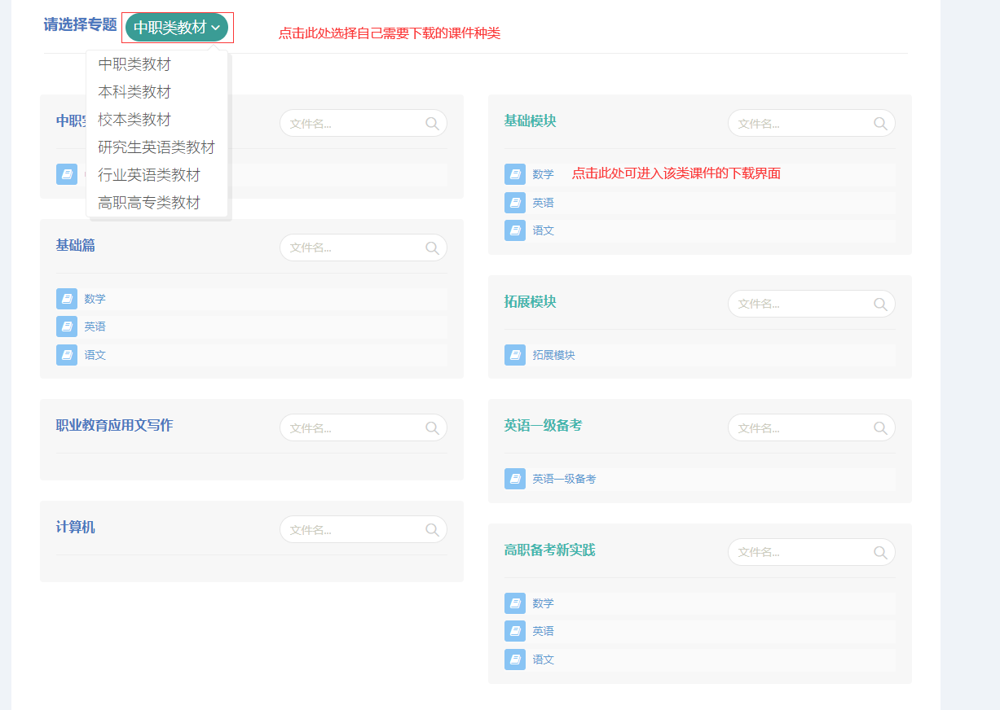 请选择专题
中职类教材
点击此处选择自己需要下载的课件种类
中职类教材
本科类教材
校本类教材
研究生英语类教材
行业英语类教材
高职高专类教材
中职
文件名...
基础篇
文件名...
数学
英语
语文
职业教育应用文写作
文件名...
计算机
文件名...
基础模块
文件名...
数学
点击此处可进入该类课件的下载界面
英语
语文
拓展模块
文件名...
拓展模块
英语一级备考
文件名...
英语一级备考
高职备考新实践
文件名...
数学
英语
语文